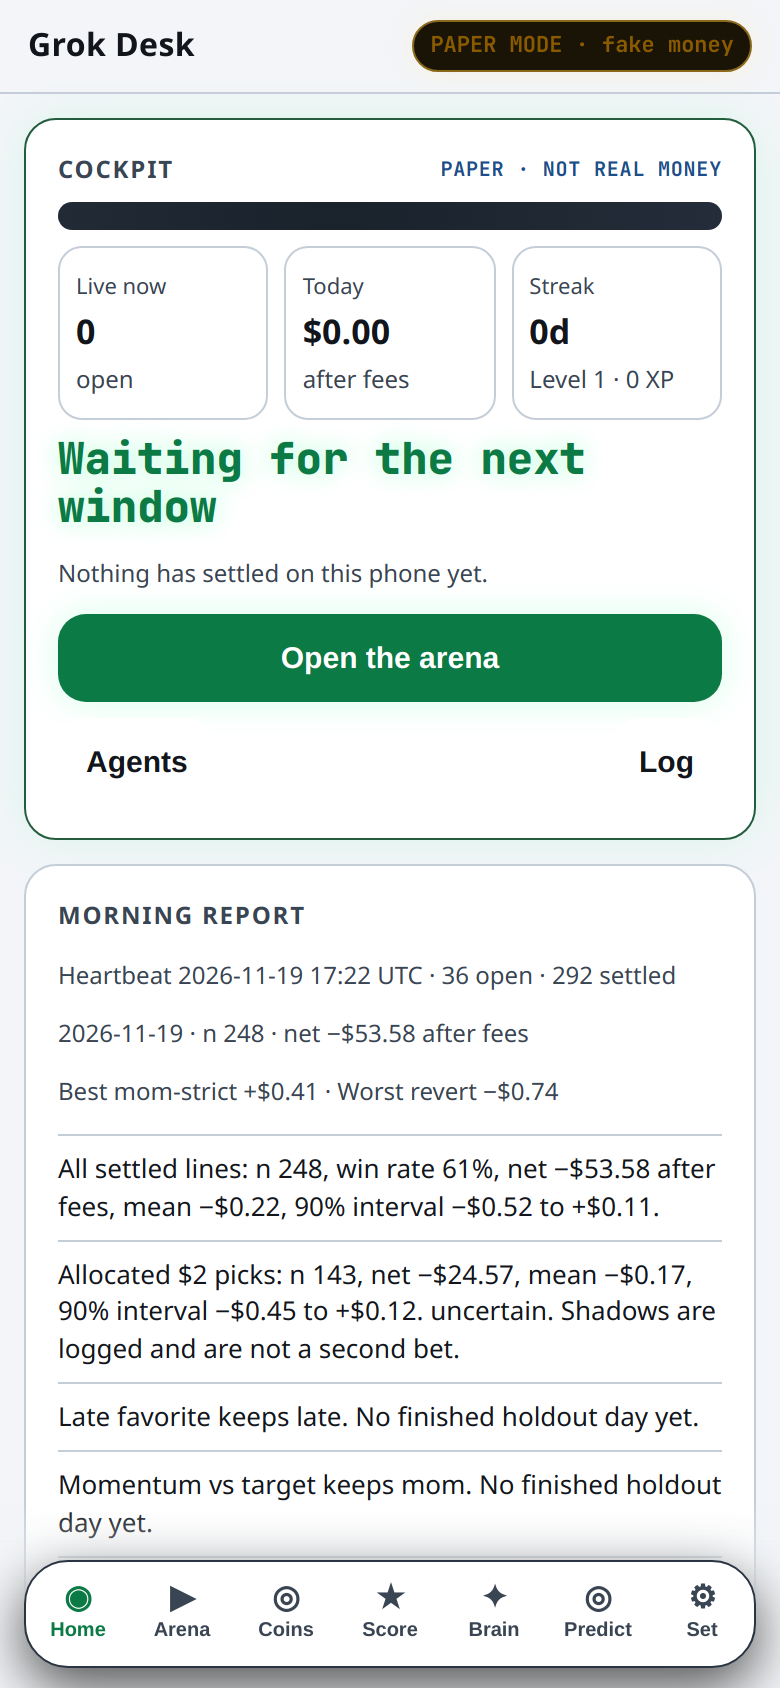 Grok Desk
PAPER MODE · fake money
COCKPIT
PAPER · NOT REAL MONEY
Live now
0
open
Today
$0.00
after fees
Streak
0d
Level 1 · 0 XP
Waiting for the next
window
Nothing has settled on this phone yet.
Open the arena
Agents
Log
MORNING REPORT
Heartbeat 2026-11-19 17:22 UTC · 36 open · 292 settled
2026-11-19 · n 248 · net −$53.58 after fees
Best mom-strict +$0.41 · Worst revert −$0.74
All settled lines: n 248, win rate 61%, net −$53.58 after
fees, mean −$0.22, 90% interval −$0.52 to +$0.11.
Allocated $2 picks: n 143, net −$24.57, mean −$0.17,
90% interval −$0.45 to +$0.12. uncertain. Shadows are
logged and are not a second bet.
Late favorite keeps late. No finished holdout day yet.
Momentum vs target keeps mom. No finished holdout
day yet.
Home
Arena
Coins
Score
Brain
Predict
Set